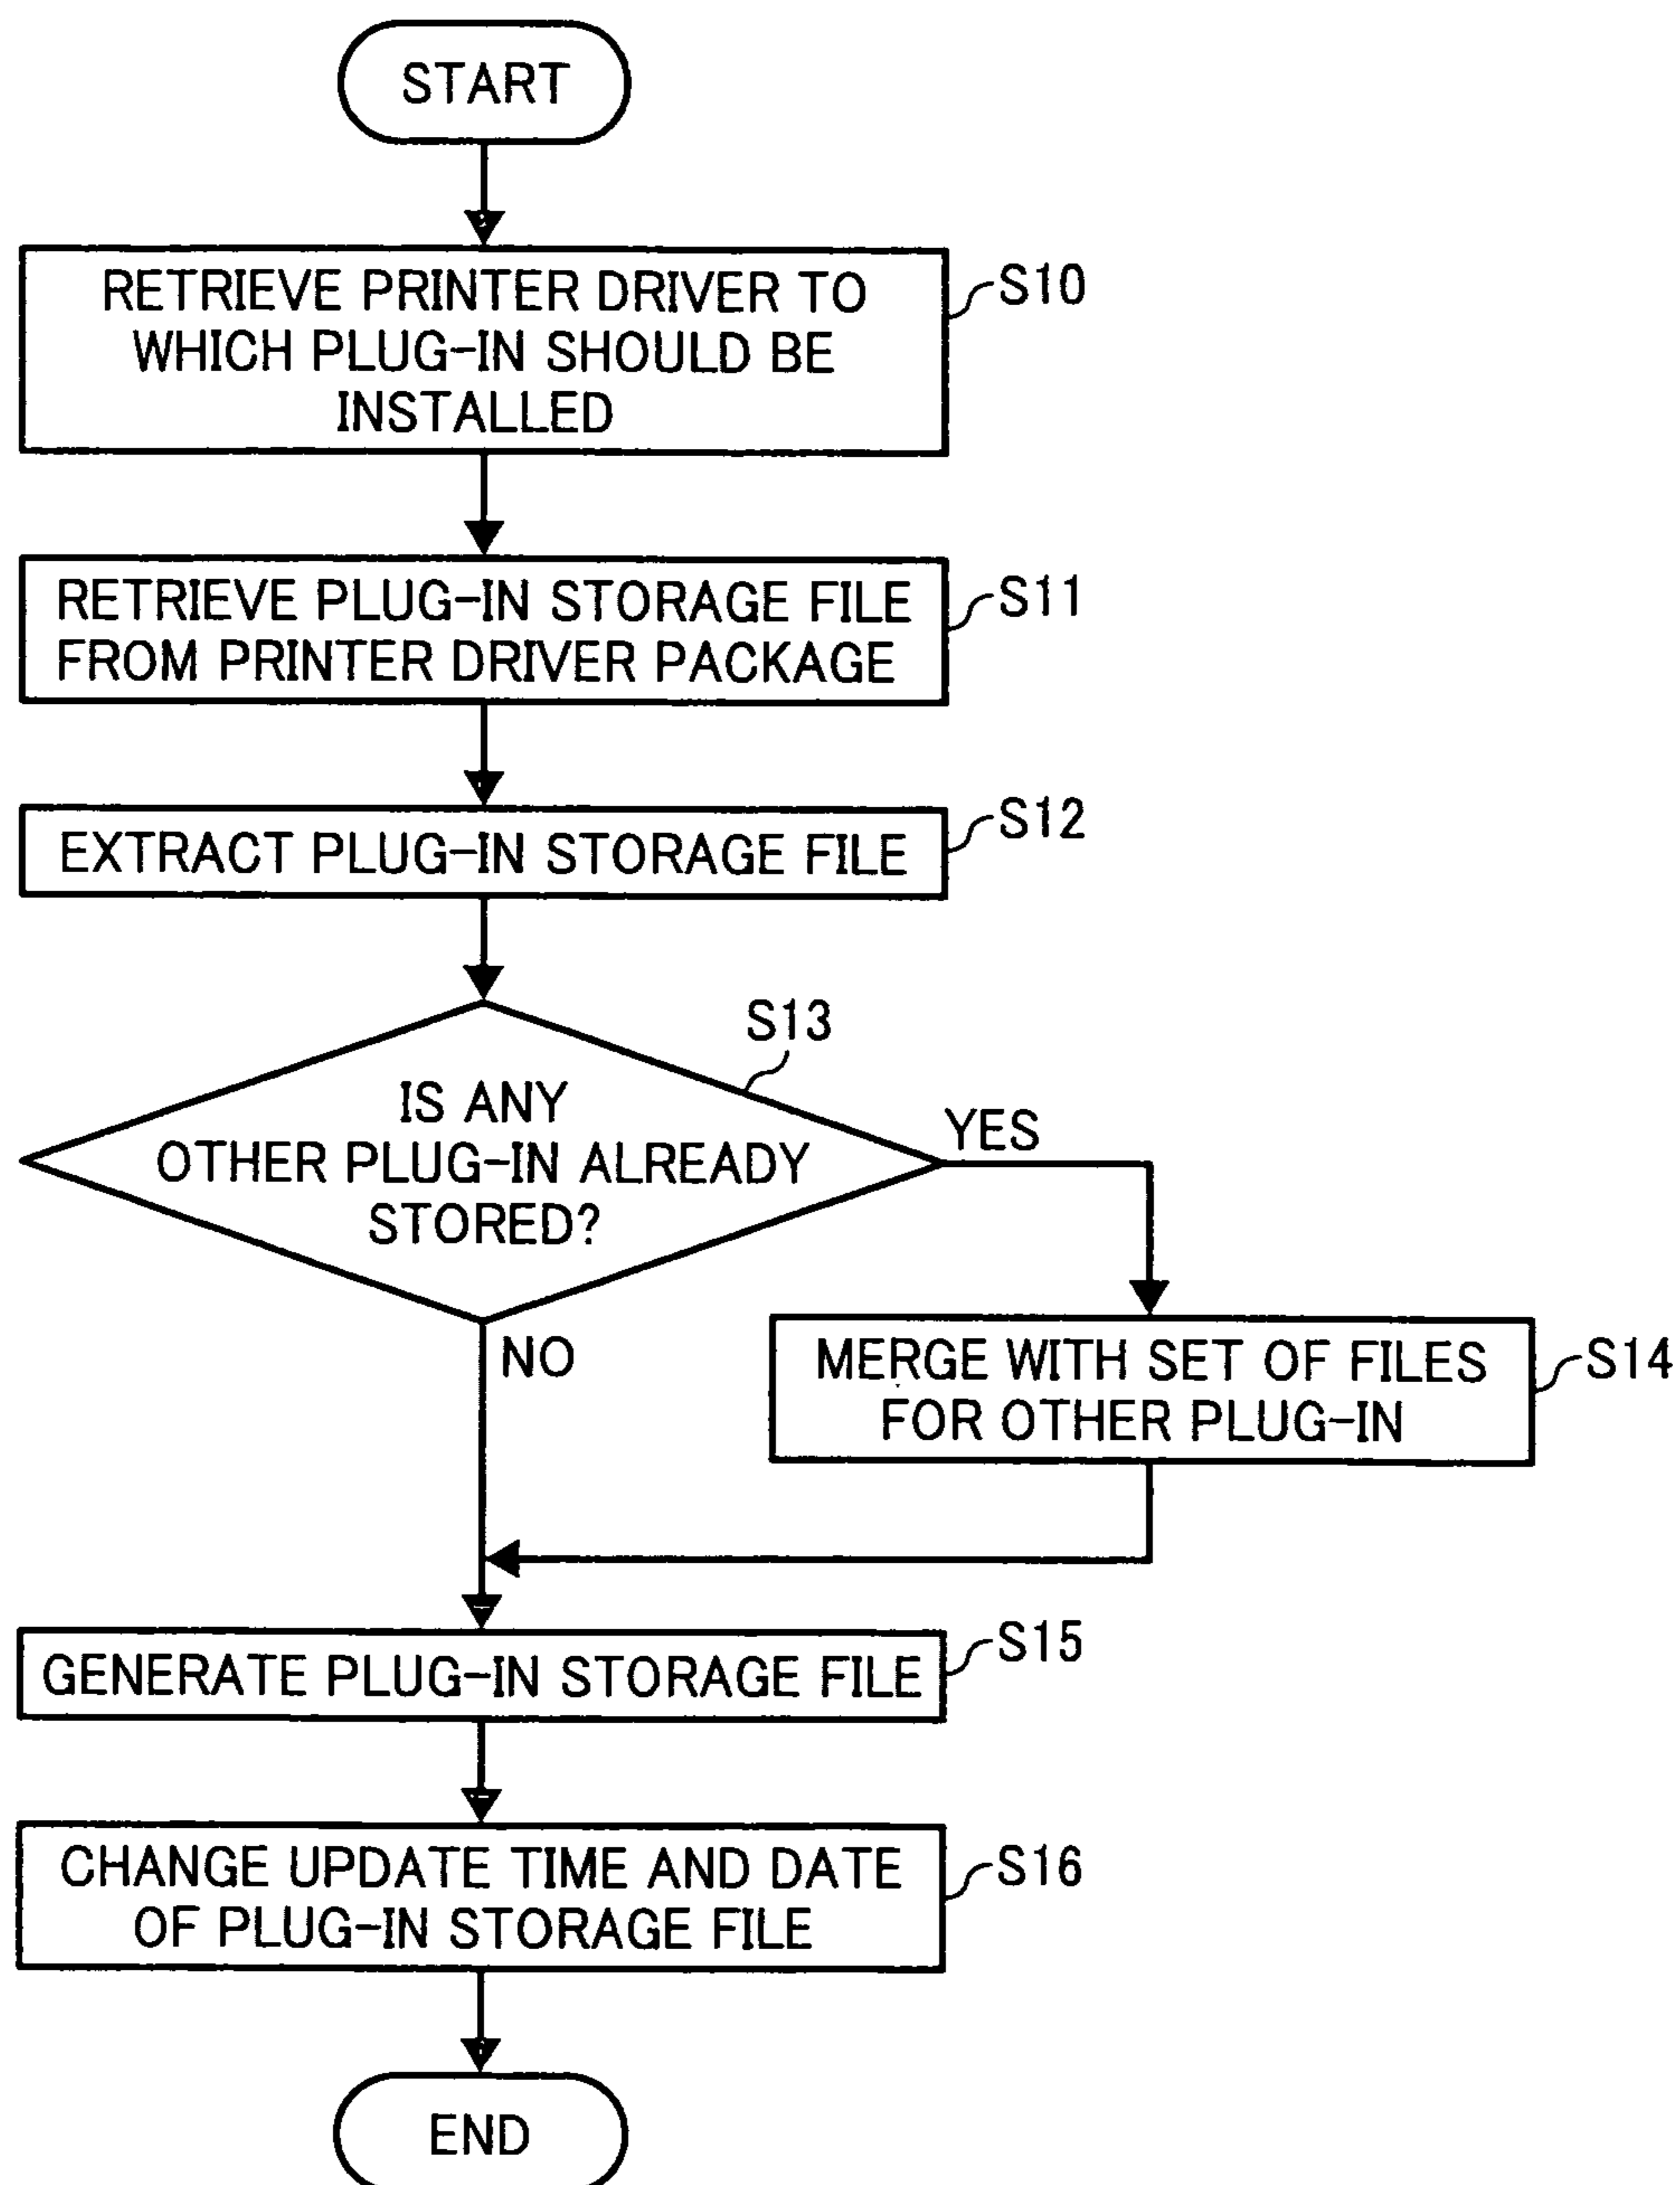 START
RETRIEVE PRINTER DRIVER TO
WHICH PLUG-IN SHOULD BE
INSTALLED
S10
RETRIEVE PLUG-IN STORAGE FILE
FROM PRINTER DRIVER PACKAGE
S11
EXTRACT PLUG-IN STORAGE FILE
S12
S13
IS ANY
OTHER PLUG-IN ALREADY
STORED?
YES
NO
MERGE WITH SET OF FILES
FOR OTHER PLUG-IN
S14
GENERATE PLUG-IN STORAGE FILE
S15
CHANGE UPDATE TIME AND DATE
OF PLUG-IN STORAGE FILE
S16
END